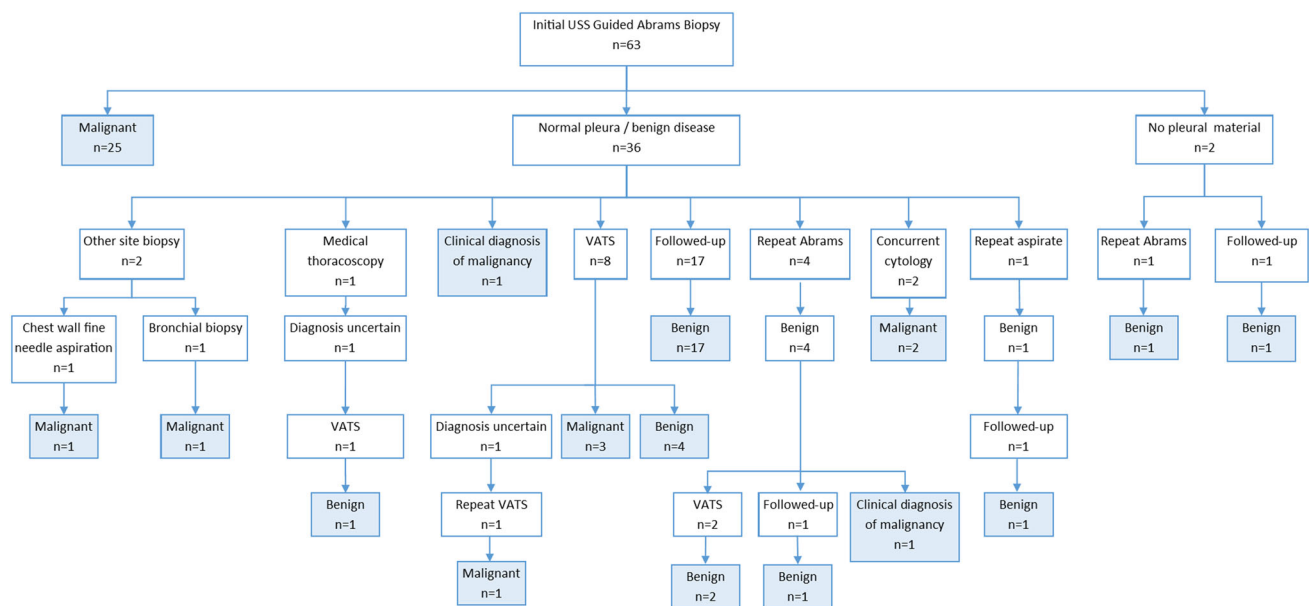 Initial USS Guided Abrams Biopsy
n=63
Malignant
n=25
Normal pleura / benign disease
n=36
No pleural material
n=2
Other site biopsy
n=2
Medical
thoracoscopy
n=1
Clinical diagnosis
of malignancy
n=1
VATS
n=8
Followed-up
n=17
Repeat Abrams
n=4
Concurrent
cytology
n=2
Repeat aspirate
n=1
Repeat Abrams
n=1
Followed-up
n=1
Chest wall fine
needle aspiration
n=1
Bronchial biopsy
n=1
Diagnosis uncertain
n=1
Benign
n=17
Benign
n=4
Malignant
n=2
Benign
n=1
Benign
n=1
Benign
n=1
Malignant
n=1
Malignant
n=1
VATS
n=1
Diagnosis uncertain
n=1
Malignant
n=3
Benign
n=4
Followed-up
n=1
Benign
n=1
Repeat VATS
n=1
VATS
n=2
Followed-up
n=1
Clinical diagnosis
of malignancy
n=1
Benign
n=1
Malignant
n=1
Benign
n=2
Benign
n=1